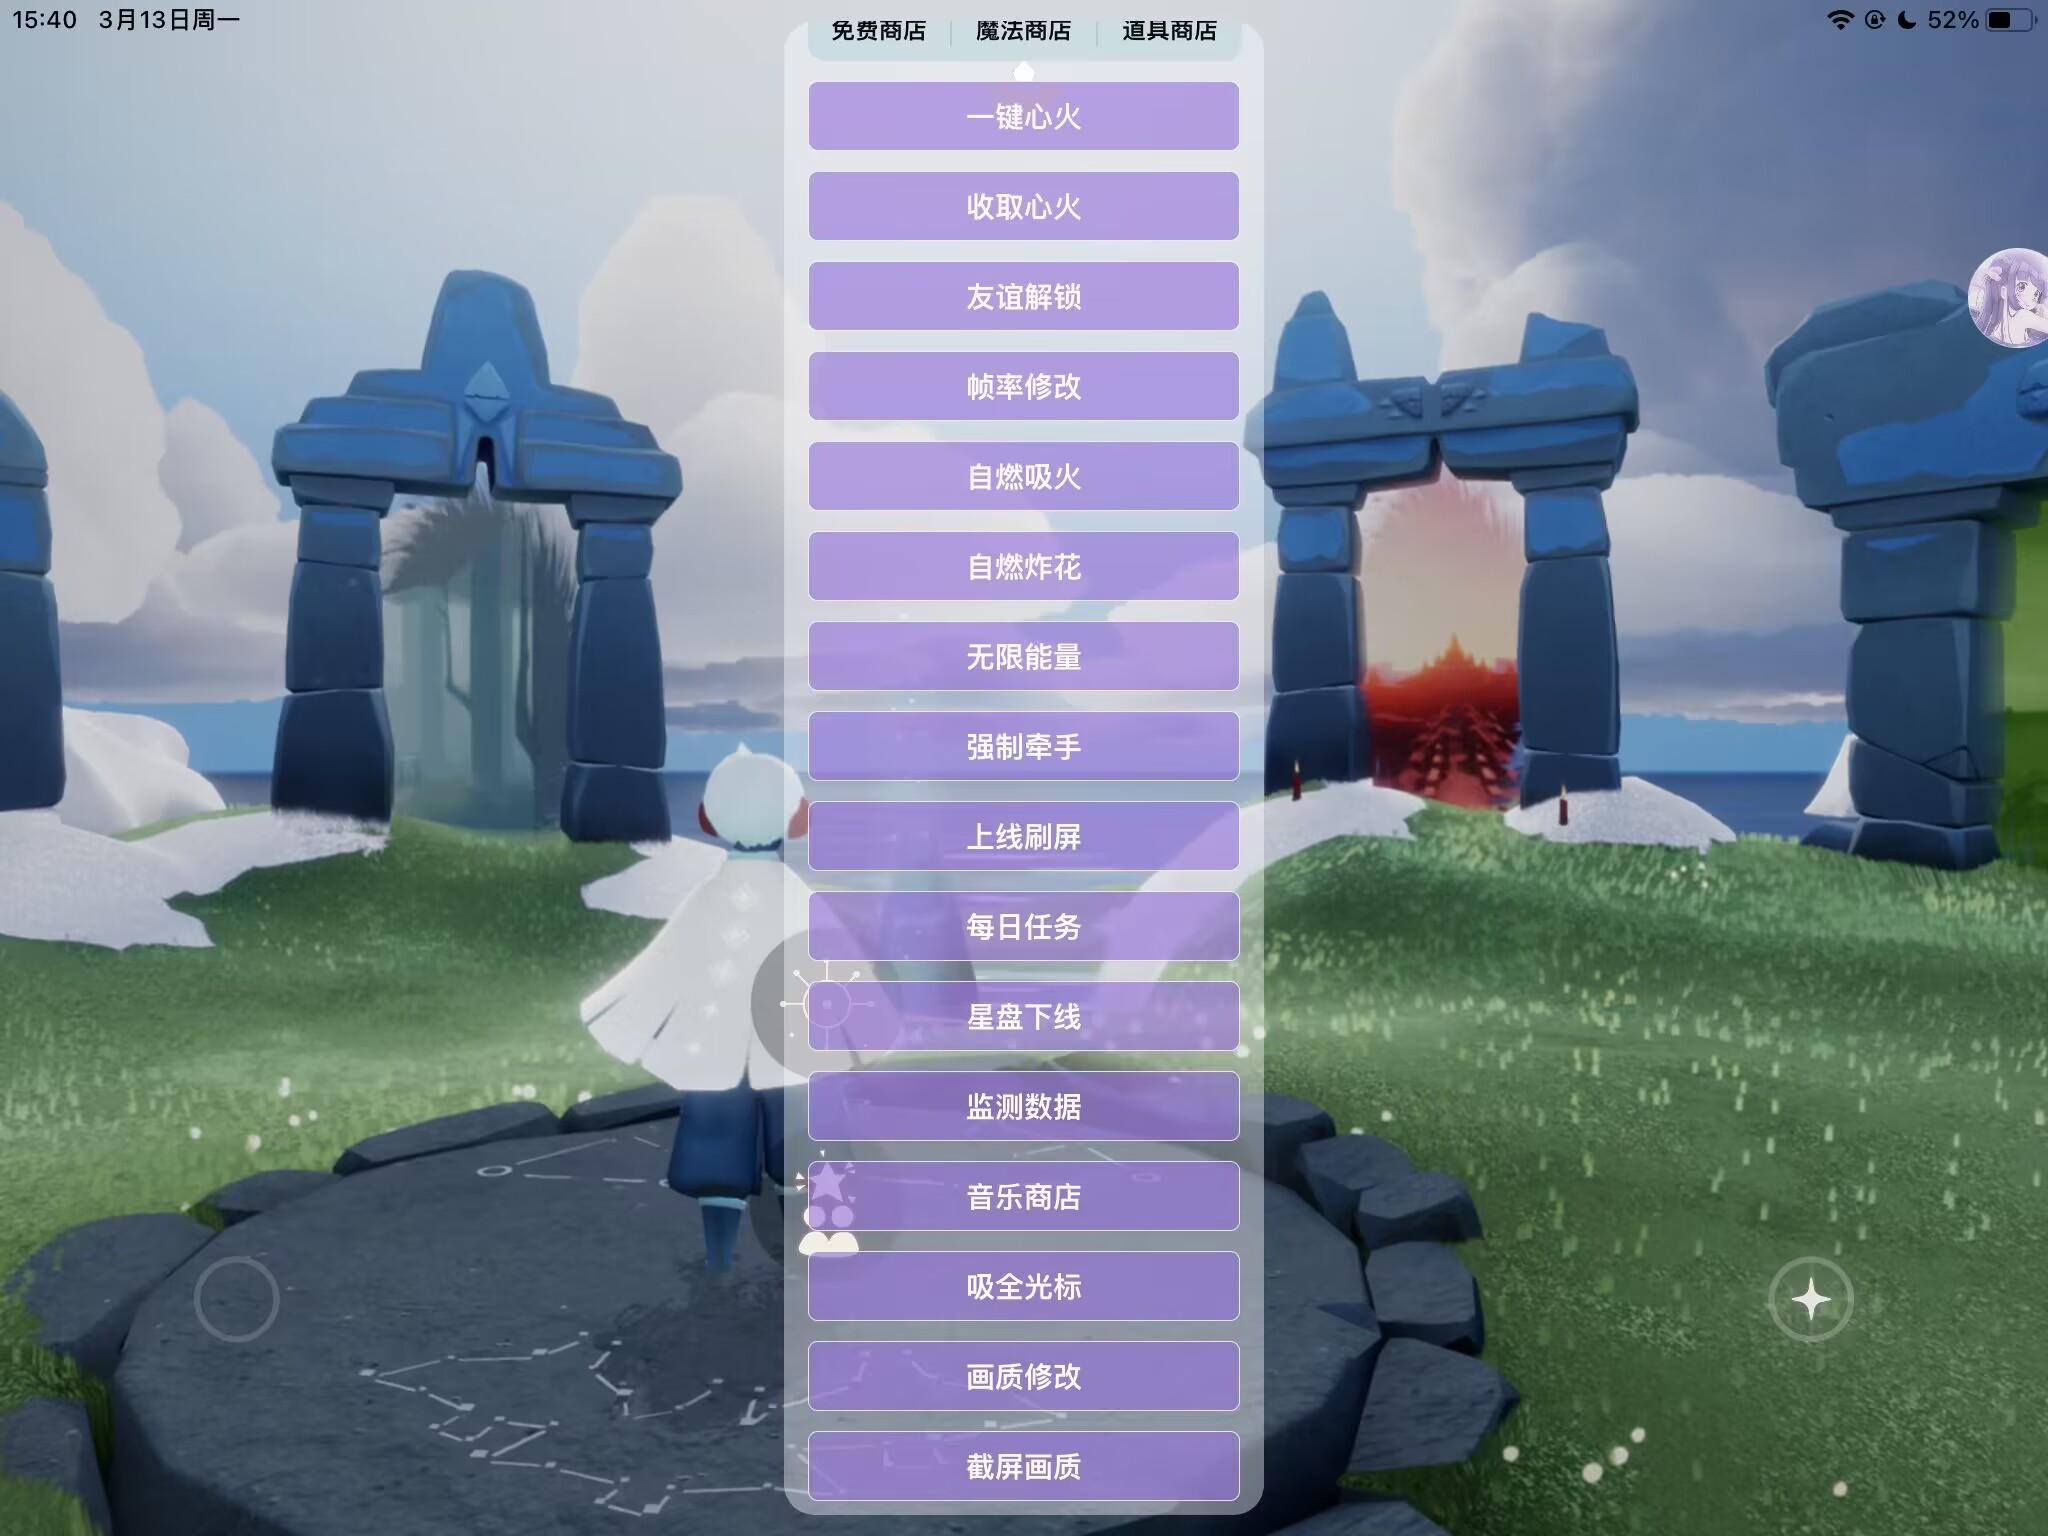 15:40 3月13日周一
52%
免费商店 魔法商店 道具商店
一键心火
收取心火
友谊解锁
帧率修改
自燃吸火
自燃炸花
无限能量
强制牵手
上线刷屏
每日任务
星盘下线
监测数据
音乐商店
吸全光标
画质修改
截屏画质